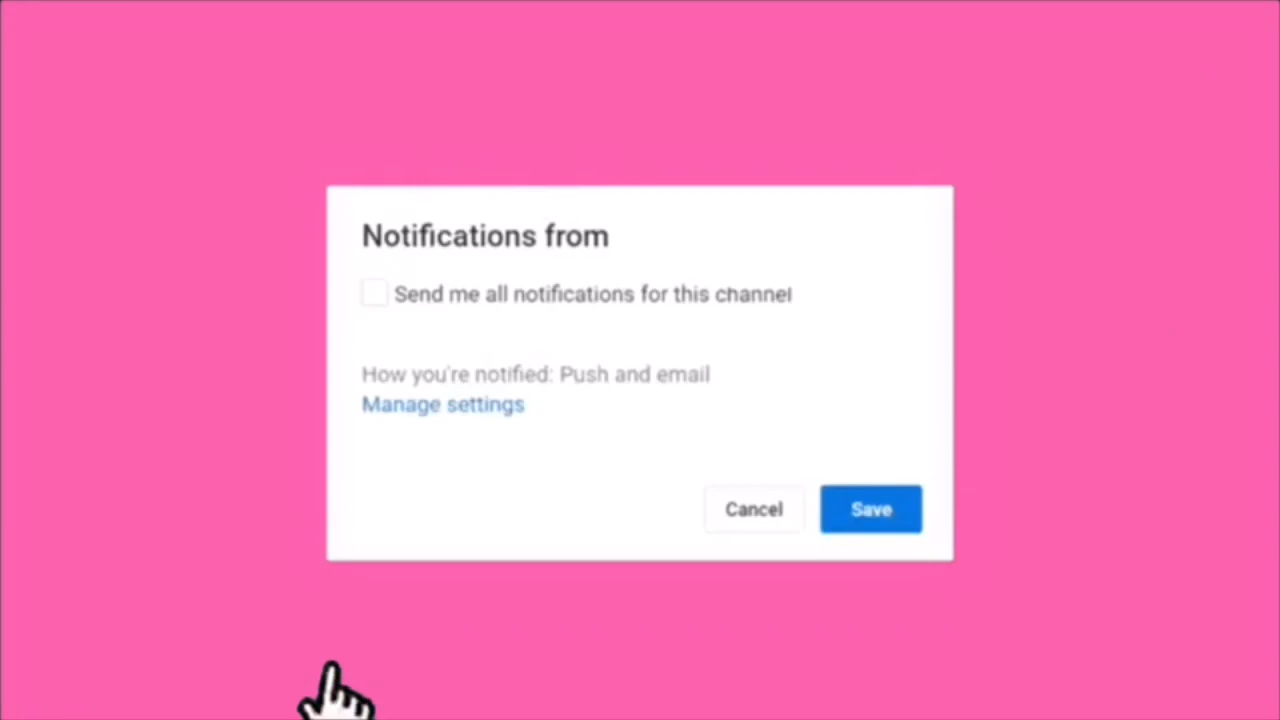 Notifications from
Send me all notifications for this channel
How you're notified: Push and email
Manage settings
Cancel Save